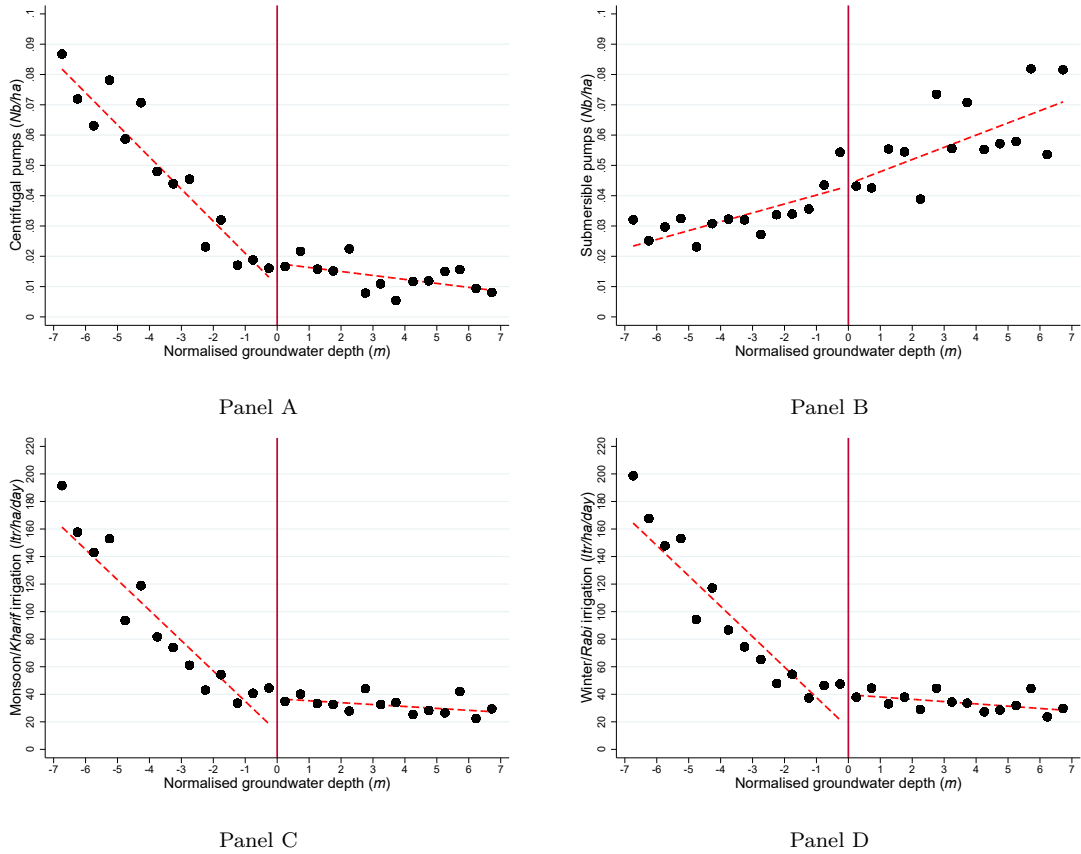 Centrifugal pumps (Nb/ha)
.1
.09
.08
.07
.06
.05
.04
.03
.02
.01
0
-7 -6 -5 -4 -3 -2 -1 0 1 2 3 4 5 6 7
Normalised groundwater depth (m)
Panel A
Submersible pumps (Nb/ha)
.1
.09
.08
.07
.06
.05
.04
.03
.02
.01
0
-7 -6 -5 -4 -3 -2 -1 0 1 2 3 4 5 6 7
Normalised groundwater depth (m)
Panel B
Monsoon/Kharif irrigation (ltr/ha/day)
220
200
180
160
140
120
100
80
60
40
20
0
-7 -6 -5 -4 -3 -2 -1 0 1 2 3 4 5 6 7
Normalised groundwater depth (m)
Panel C
Winter/Rabi irrigation (ltr/ha/day)
220
200
180
160
140
120
100
80
60
40
20
0
-7 -6 -5 -4 -3 -2 -1 0 1 2 3 4 5 6 7
Normalised groundwater depth (m)
Panel D